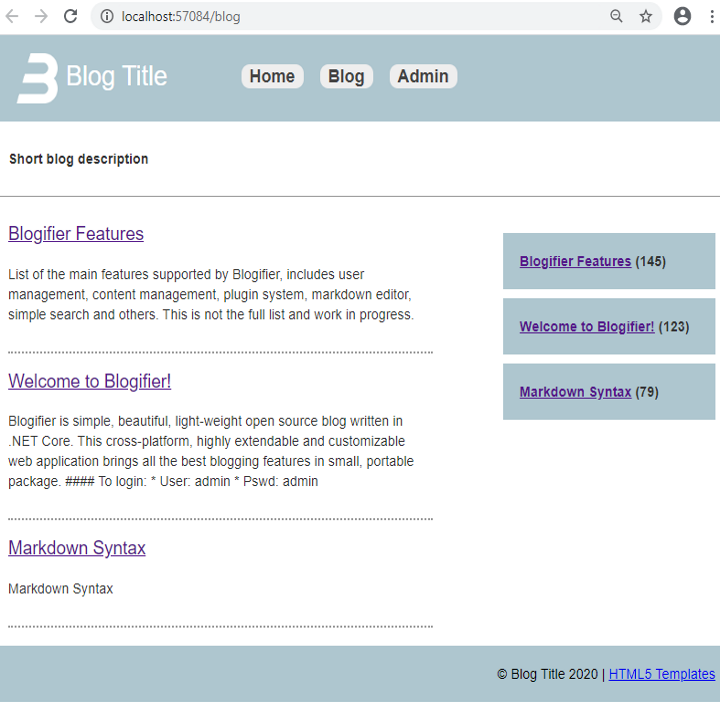 localhost:57084/blog
Blog Title
Home Blog Admin
Short blog description
Blogifier Features
List of the main features supported by Blogifier, includes user
management, content management, plugin system, markdown editor,
simple search and others. This is not the full list and work in progress.
Welcome to Blogifier!
Blogifier is simple, beautiful, light-weight open source blog written in
.NET Core. This cross-platform, highly extendable and customizable
web application brings all the best blogging features in small, portable
package. #### To login: * User: admin * Pswd: admin
Markdown Syntax
Markdown Syntax
Blogifier Features (145)
Welcome to Blogifier! (123)
Markdown Syntax (79)
© Blog Title 2020 | HTML5 Templates